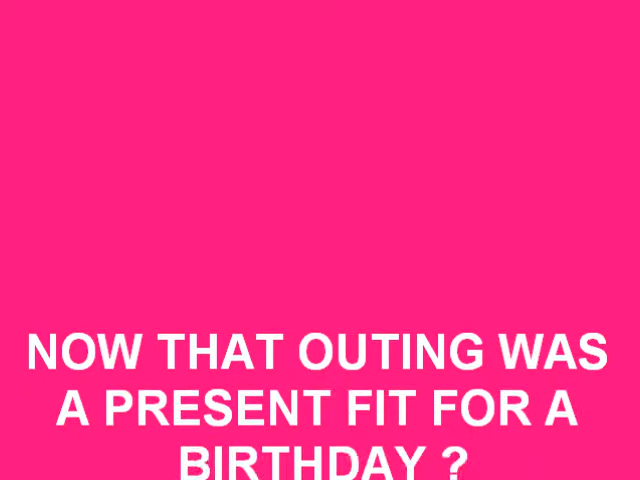 NOW THAT OUTING WAS
A PRESENT FIT FOR A
BIRTHDAY ?